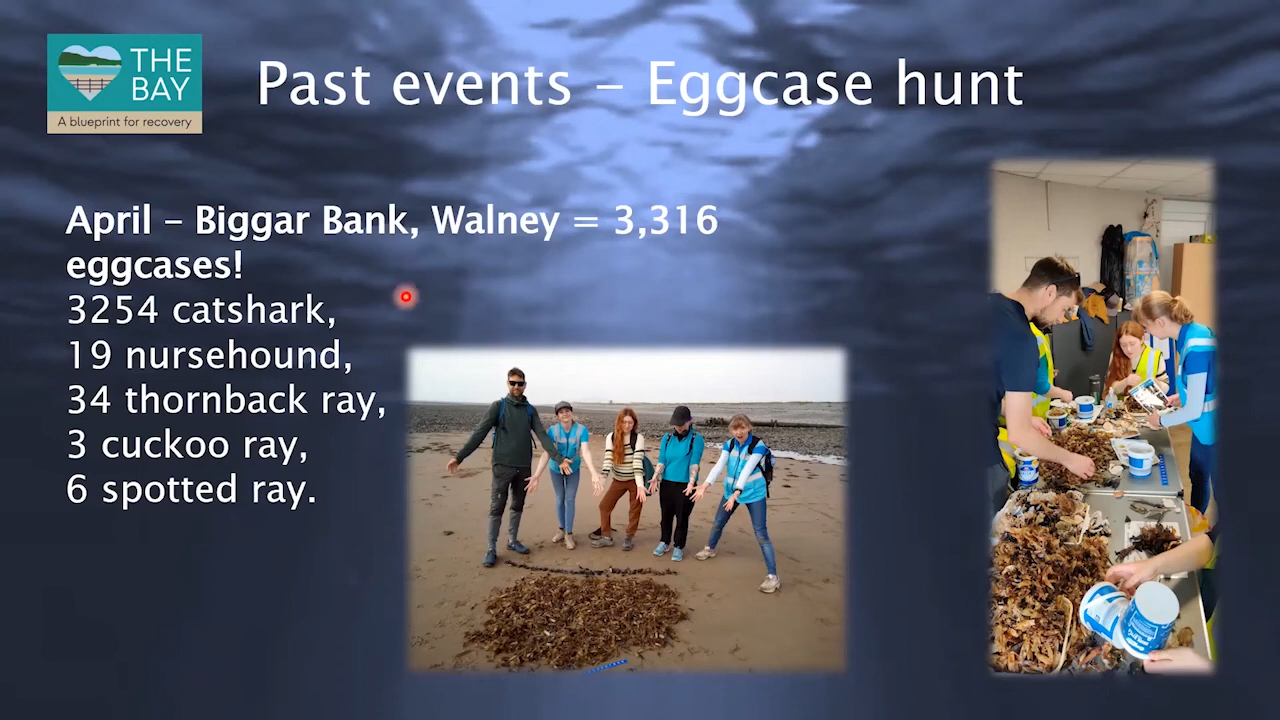 THE
BAY
A blueprint for recovery
Past events – Eggcase hunt
April – Biggar Bank, Walney = 3,316
eggcases!
3254 catshark,
19 nursehound,
34 thornback ray,
3 cuckoo ray,
6 spotted ray.